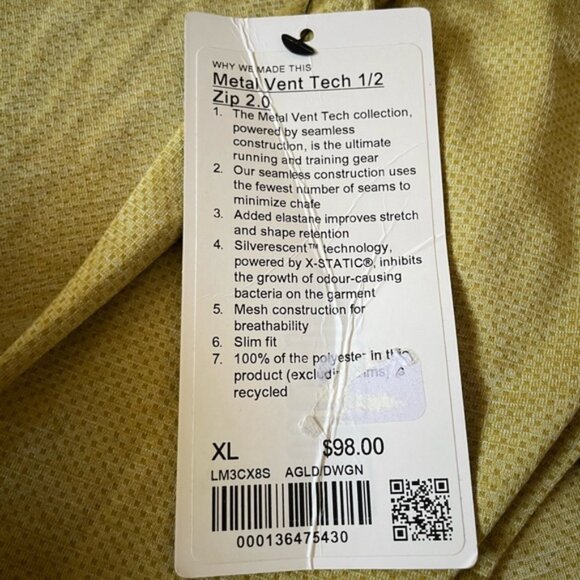 WHY WE MADE THIS
Metal Vent Tech 1/2
Zip 2.0
1. The Metal Vent Tech collection,
powered by seamless
construction, is the ultimate
running and training gear
2. Our seamless construction uses
the fewest number of seams to
minimize chafe
3. Added elastane improves stretch
and shape retention
4. Silverescent™ technology,
powered by X-STATIC®, inhibits
the growth of odour-causing
bacteria on the garment
5. Mesh construction for
breathability
6. Slim fit
7. 100% of the polyester in this
product (excluding
recycled
XL $98.00
LM3CX8S AGLD/DWGN
000136475430